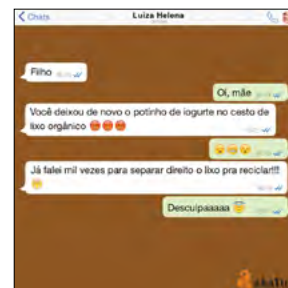 Chats
Luiza Helena
Filho
Oi, mãe
Você deixou de novo o potinho de iogurte no cesto de
lixo orgânico 😡😡😡
Já falei mil vezes para separar direito o lixo pra reciclar!!!
Desculpaaaaa